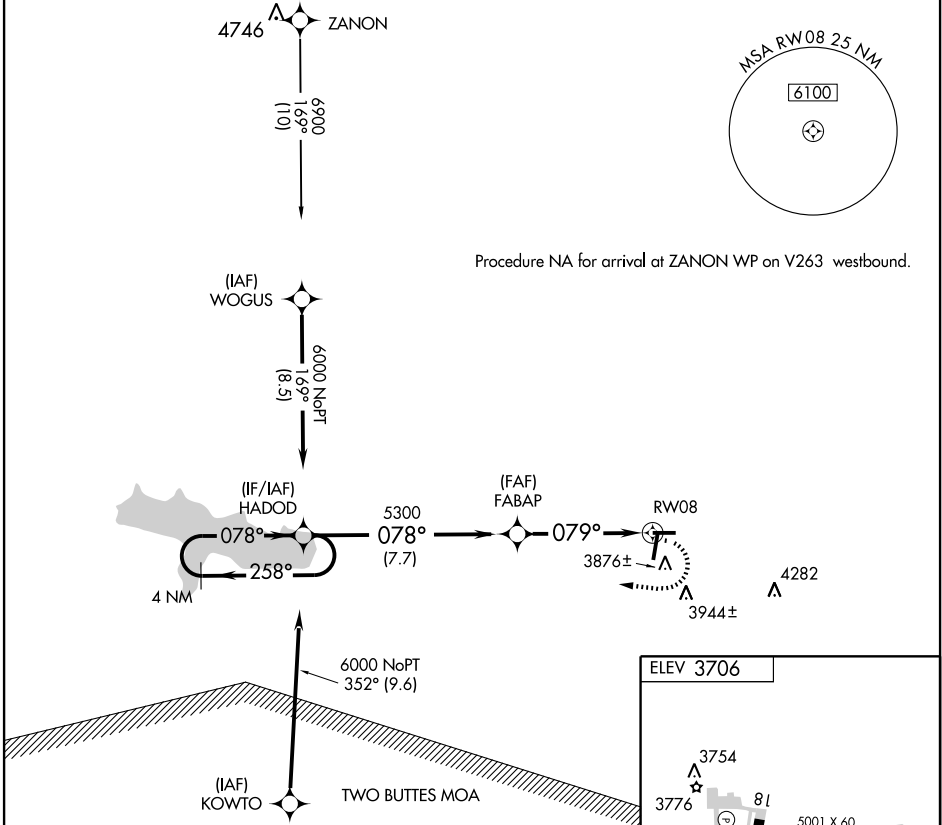 4746
ZANON
MSA RW08 25 NM
6100
6900
169°
(10)
Procedure NA for arrival at ZANON WP on V263 westbound.
(IAF)
WOGUS
6000 NoPT
169°
(8.5)
(IF/IAF)
HADOD
(FAF)
FABAP
RW08
078°
5300
078°
(7.7)
079°
3876±
258°
4 NM
4282
3944±
6000 NoPT
352° (9.6)
ELEV 3706
(IAF)
KOWTO
TWO BUTTES MOA
3754
3776
18
P
5001 X 60